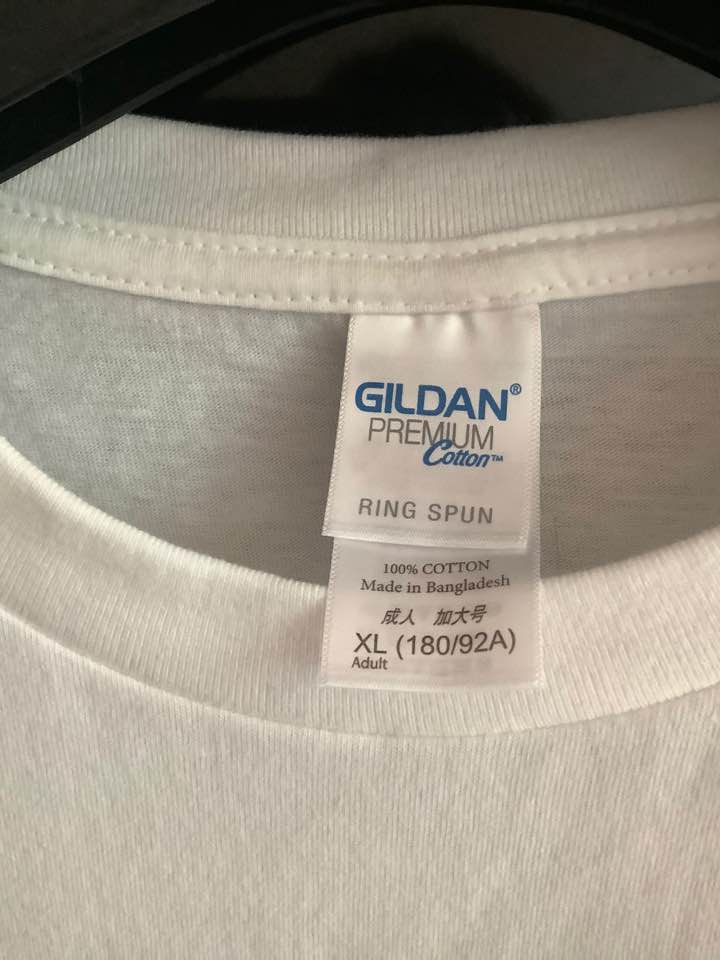 GILDAN®
PREMIUM
Cotton™
RING SPUN
100% COTTON
Made in Bangladesh
成人 加大号
XL (180/92A)
Adult